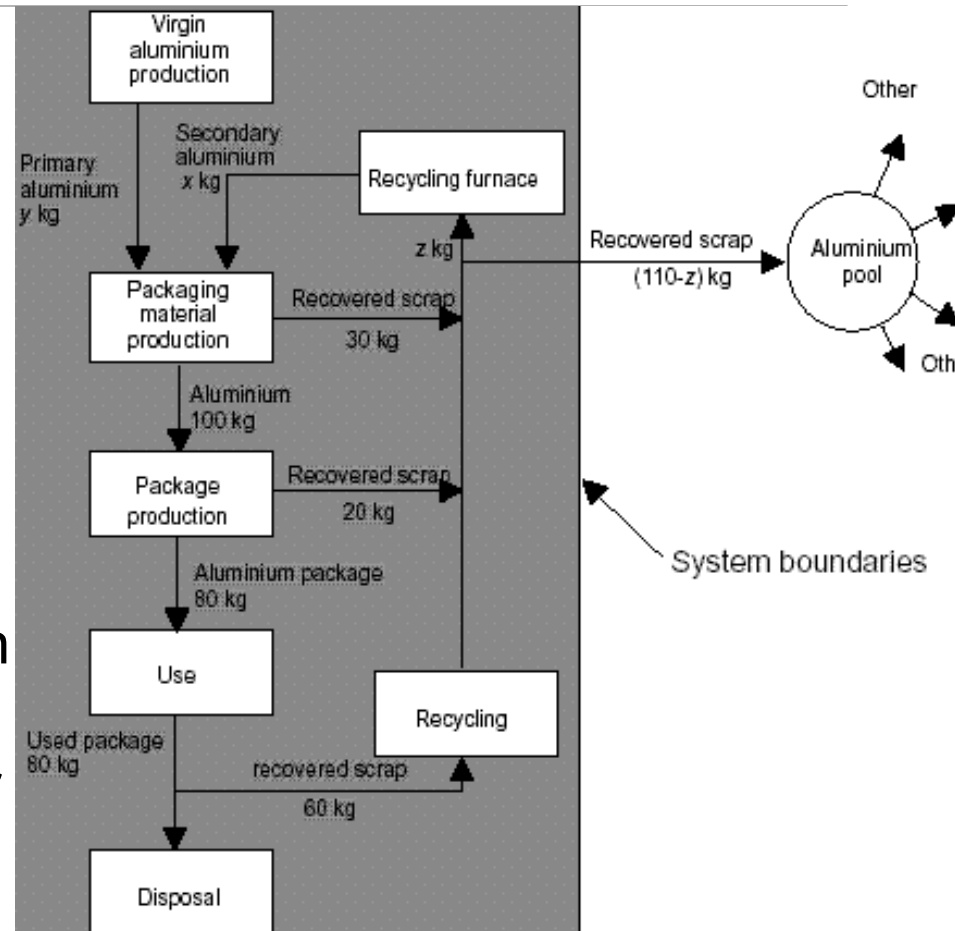 Virgin
aluminium
production
Other
Secondary
aluminium
x kg
Primary
aluminium
y kg
Recycling furnace
z kg
Recovered scrap
(110-z) kg
Aluminium
pool
Packaging
material
production
Recovered scrap
30 kg
Oth
Aluminium
100 kg
Package
production
Recovered scrap
20 kg
System boundaries
Aluminium package
80 kg
n
Use
Recycling
Used package
80 kg
recovered scrap
60 kg
Disposal